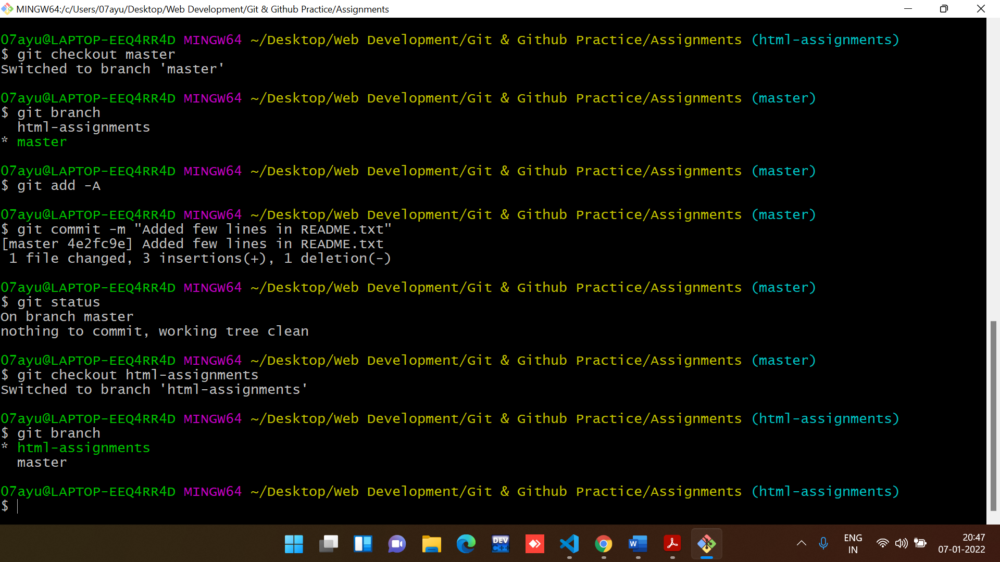 MINGW64:/c/Users/07ayu/Desktop/Web Development/Git & Github Practice/Assignments
07ayu@LAPTOP-EEQ4RR4D MINGW64 ~/Desktop/Web Development/Git & Github Practice/Assignments (html-assignments)
$ git checkout master
Switched to branch 'master'
07ayu@LAPTOP-EEQ4RR4D MINGW64 ~/Desktop/Web Development/Git & Github Practice/Assignments (master)
$ git branch
  html-assignments
* master
07ayu@LAPTOP-EEQ4RR4D MINGW64 ~/Desktop/Web Development/Git & Github Practice/Assignments (master)
$ git add -A
07ayu@LAPTOP-EEQ4RR4D MINGW64 ~/Desktop/Web Development/Git & Github Practice/Assignments (master)
$ git commit -m "Added few lines in README.txt"
[master 4e2fc9e] Added few lines in README.txt
 1 file changed, 3 insertions(+), 1 deletion(-)
07ayu@LAPTOP-EEQ4RR4D MINGW64 ~/Desktop/Web Development/Git & Github Practice/Assignments (master)
$ git status
On branch master
nothing to commit, working tree clean
07ayu@LAPTOP-EEQ4RR4D MINGW64 ~/Desktop/Web Development/Git & Github Practice/Assignments (master)
$ git checkout html-assignments
Switched to branch 'html-assignments'
07ayu@LAPTOP-EEQ4RR4D MINGW64 ~/Desktop/Web Development/Git & Github Practice/Assignments (html-assignments)
$ git branch
* html-assignments
  master
07ayu@LAPTOP-EEQ4RR4D MINGW64 ~/Desktop/Web Development/Git & Github Practice/Assignments (html-assignments)
$
DEV
C++
W
ENG
IN
20:47
07-01-2022